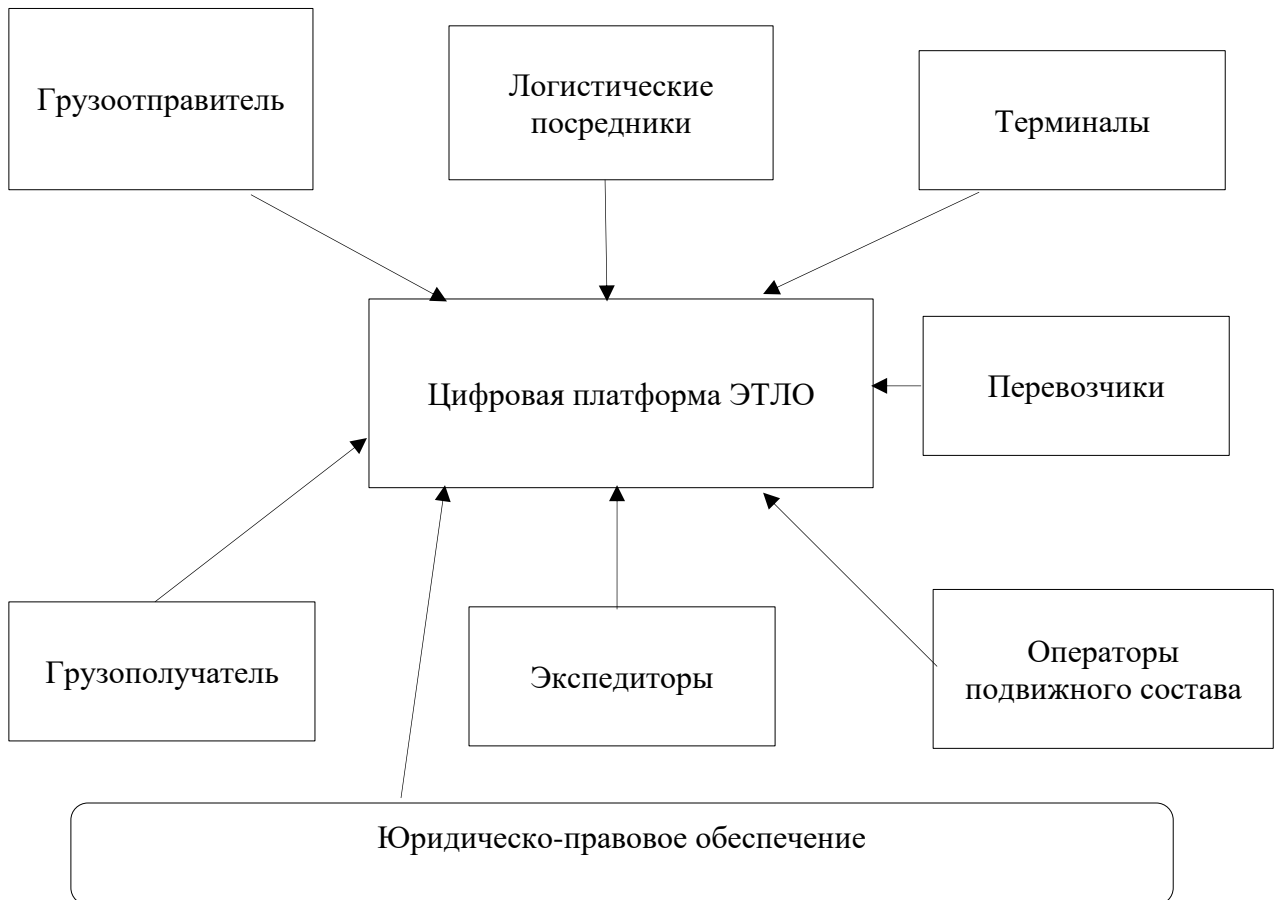 Грузоотправитель
Логистические
посредники
Терминалы
Цифровая платформа ЭТЛО
Перевозчики
Грузополучатель
Экспедиторы
Операторы
подвижного состава
Юридическо-правовое обеспечение